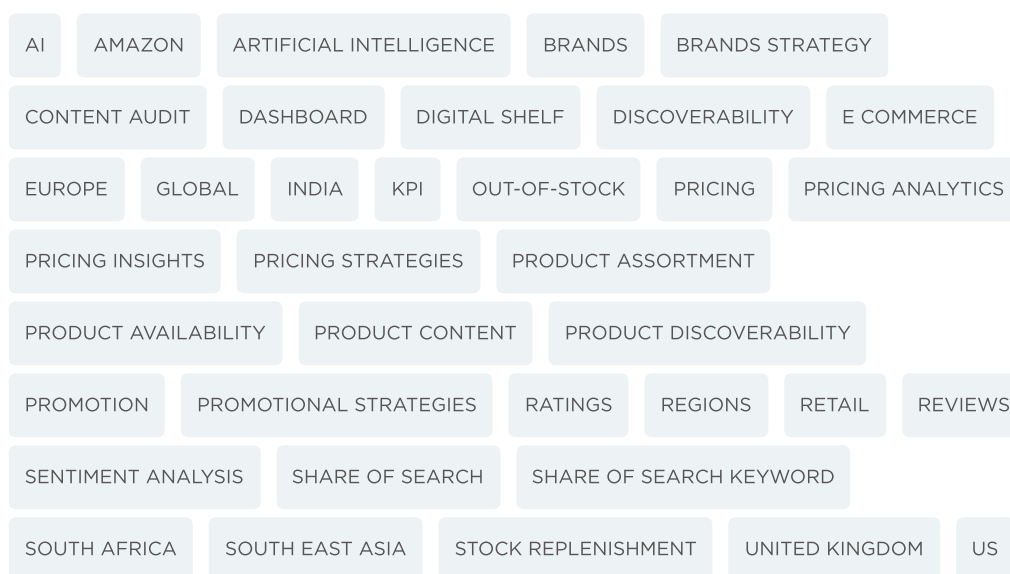 AI AMAZON ARTIFICIAL INTELLIGENCE BRANDS BRANDS STRATEGY
CONTENT AUDIT DASHBOARD DIGITAL SHELF DISCOVERABILITY E COMMERCE
EUROPE GLOBAL INDIA KPI OUT-OF-STOCK PRICING PRICING ANALYTICS
PRICING INSIGHTS PRICING STRATEGIES PRODUCT ASSORTMENT
PRODUCT AVAILABILITY PRODUCT CONTENT PRODUCT DISCOVERABILITY
PROMOTION PROMOTIONAL STRATEGIES RATINGS REGIONS RETAIL REVIEWS
SENTIMENT ANALYSIS SHARE OF SEARCH SHARE OF SEARCH KEYWORD
SOUTH AFRICA SOUTH EAST ASIA STOCK REPLENISHMENT UNITED KINGDOM US